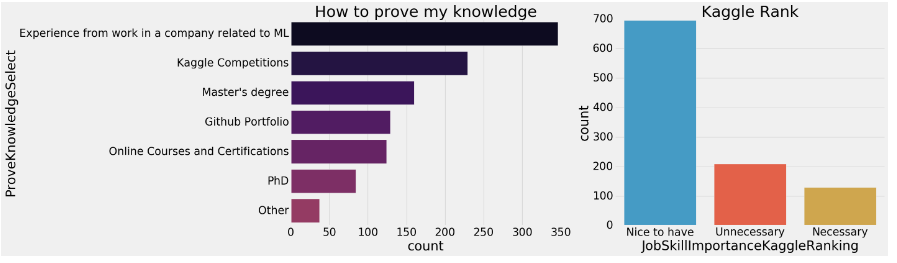 How to prove my knowledge
ProveKnowledgeSelect
Experience from work in a company related to ML
Kaggle Competitions
Master's degree
Github Portfolio
Online Courses and Certifications
PhD
Other
0 50 100 150 200 250 300 350
count
Kaggle Rank
count
700
600
500
400
300
200
100
0
Nice to have Unnecessary Necessary
JobSkillImportanceKaggleRanking